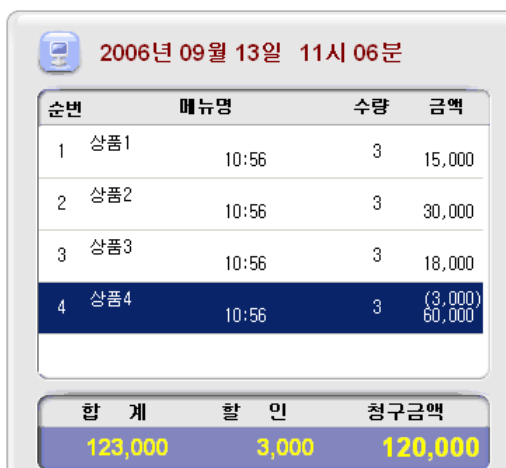 2006년 09월 13일 11시 06분
순번 메뉴명 수량 금액
1 상품1 10:56 3 15,000
2 상품2 10:56 3 30,000
3 상품3 10:56 3 18,000
4 상품4 10:56 3 (3,000) 60,000
합 계 할 인 청구금액
123,000 3,000 120,000